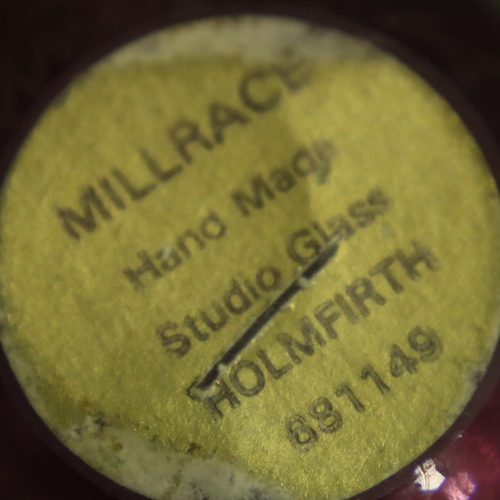 MILLRACE
Hand Made
Studio Glass
HOLMFIRTH
681149